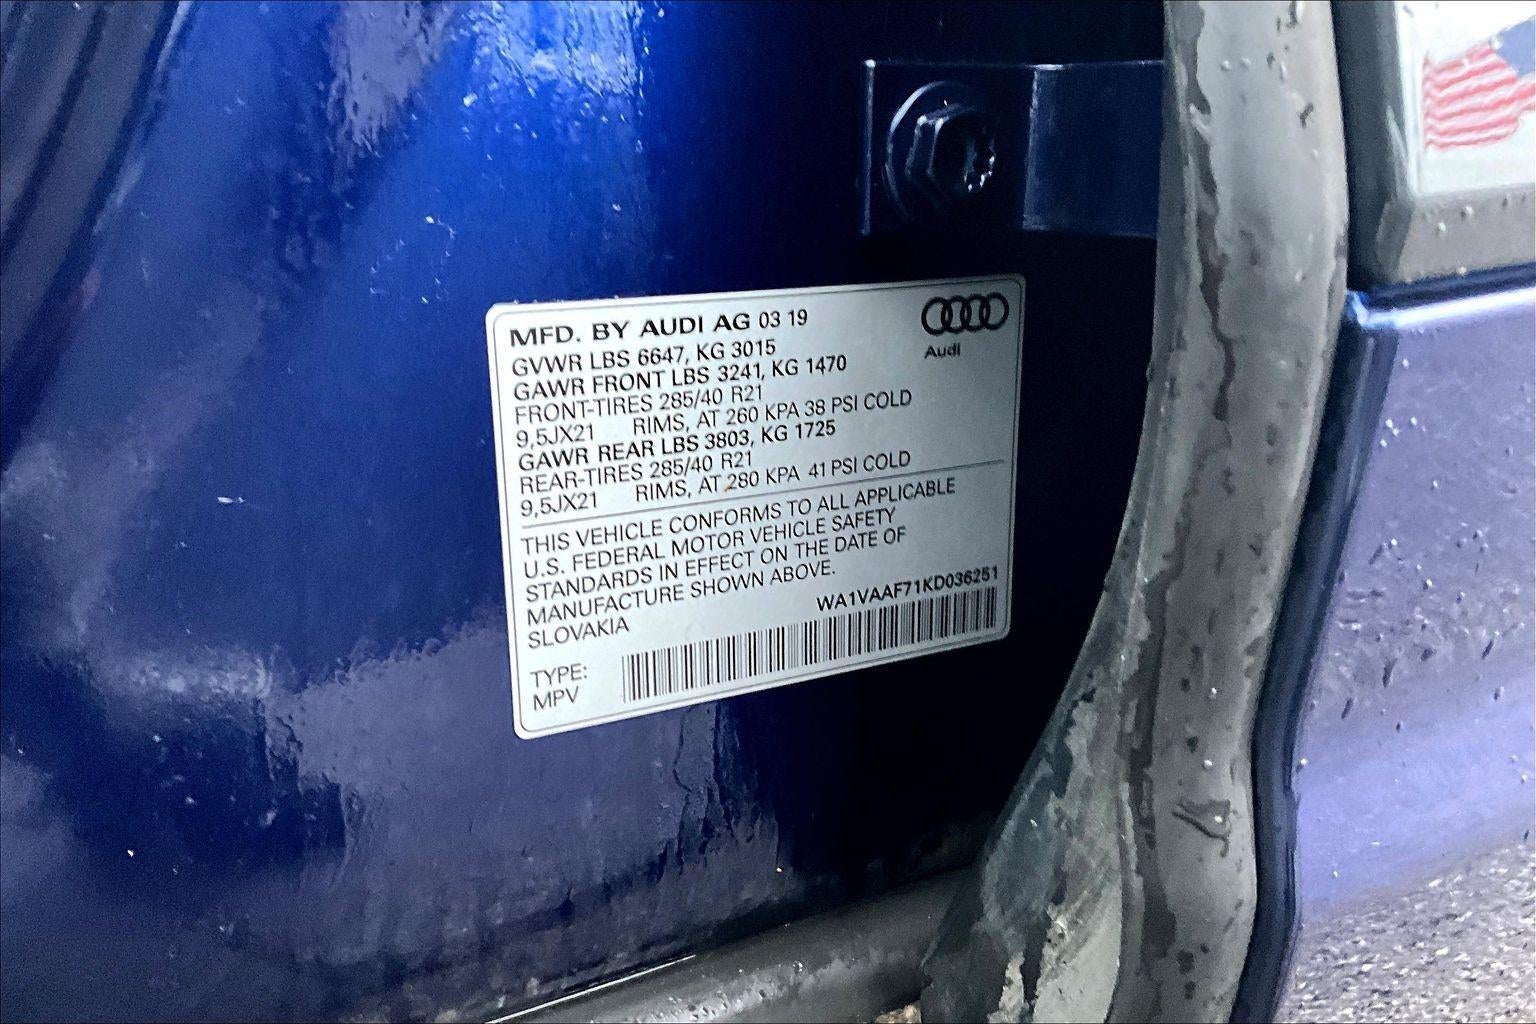 MFD. BY AUDI AG 03 19
GVWR LBS 6647, KG 3015
GAWR FRONT LBS 3241, KG 1470
FRONT-TIRES 285/40 R21
9,5JX21 RIMS, AT 260 KPA 38 PSI COLD
GAWR REAR LBS 3803, KG 1725
REAR-TIRES 285/40 R21
9,5JX21 RIMS, AT 280 KPA 41 PSI COLD
Audi
THIS VEHICLE CONFORMS TO ALL APPLICABLE
U.S. FEDERAL MOTOR VEHICLE SAFETY
STANDARDS IN EFFECT ON THE DATE OF
MANUFACTURE SHOWN ABOVE.
SLOVAKIA
WA1VAAF71KD036251
TYPE:
MPV